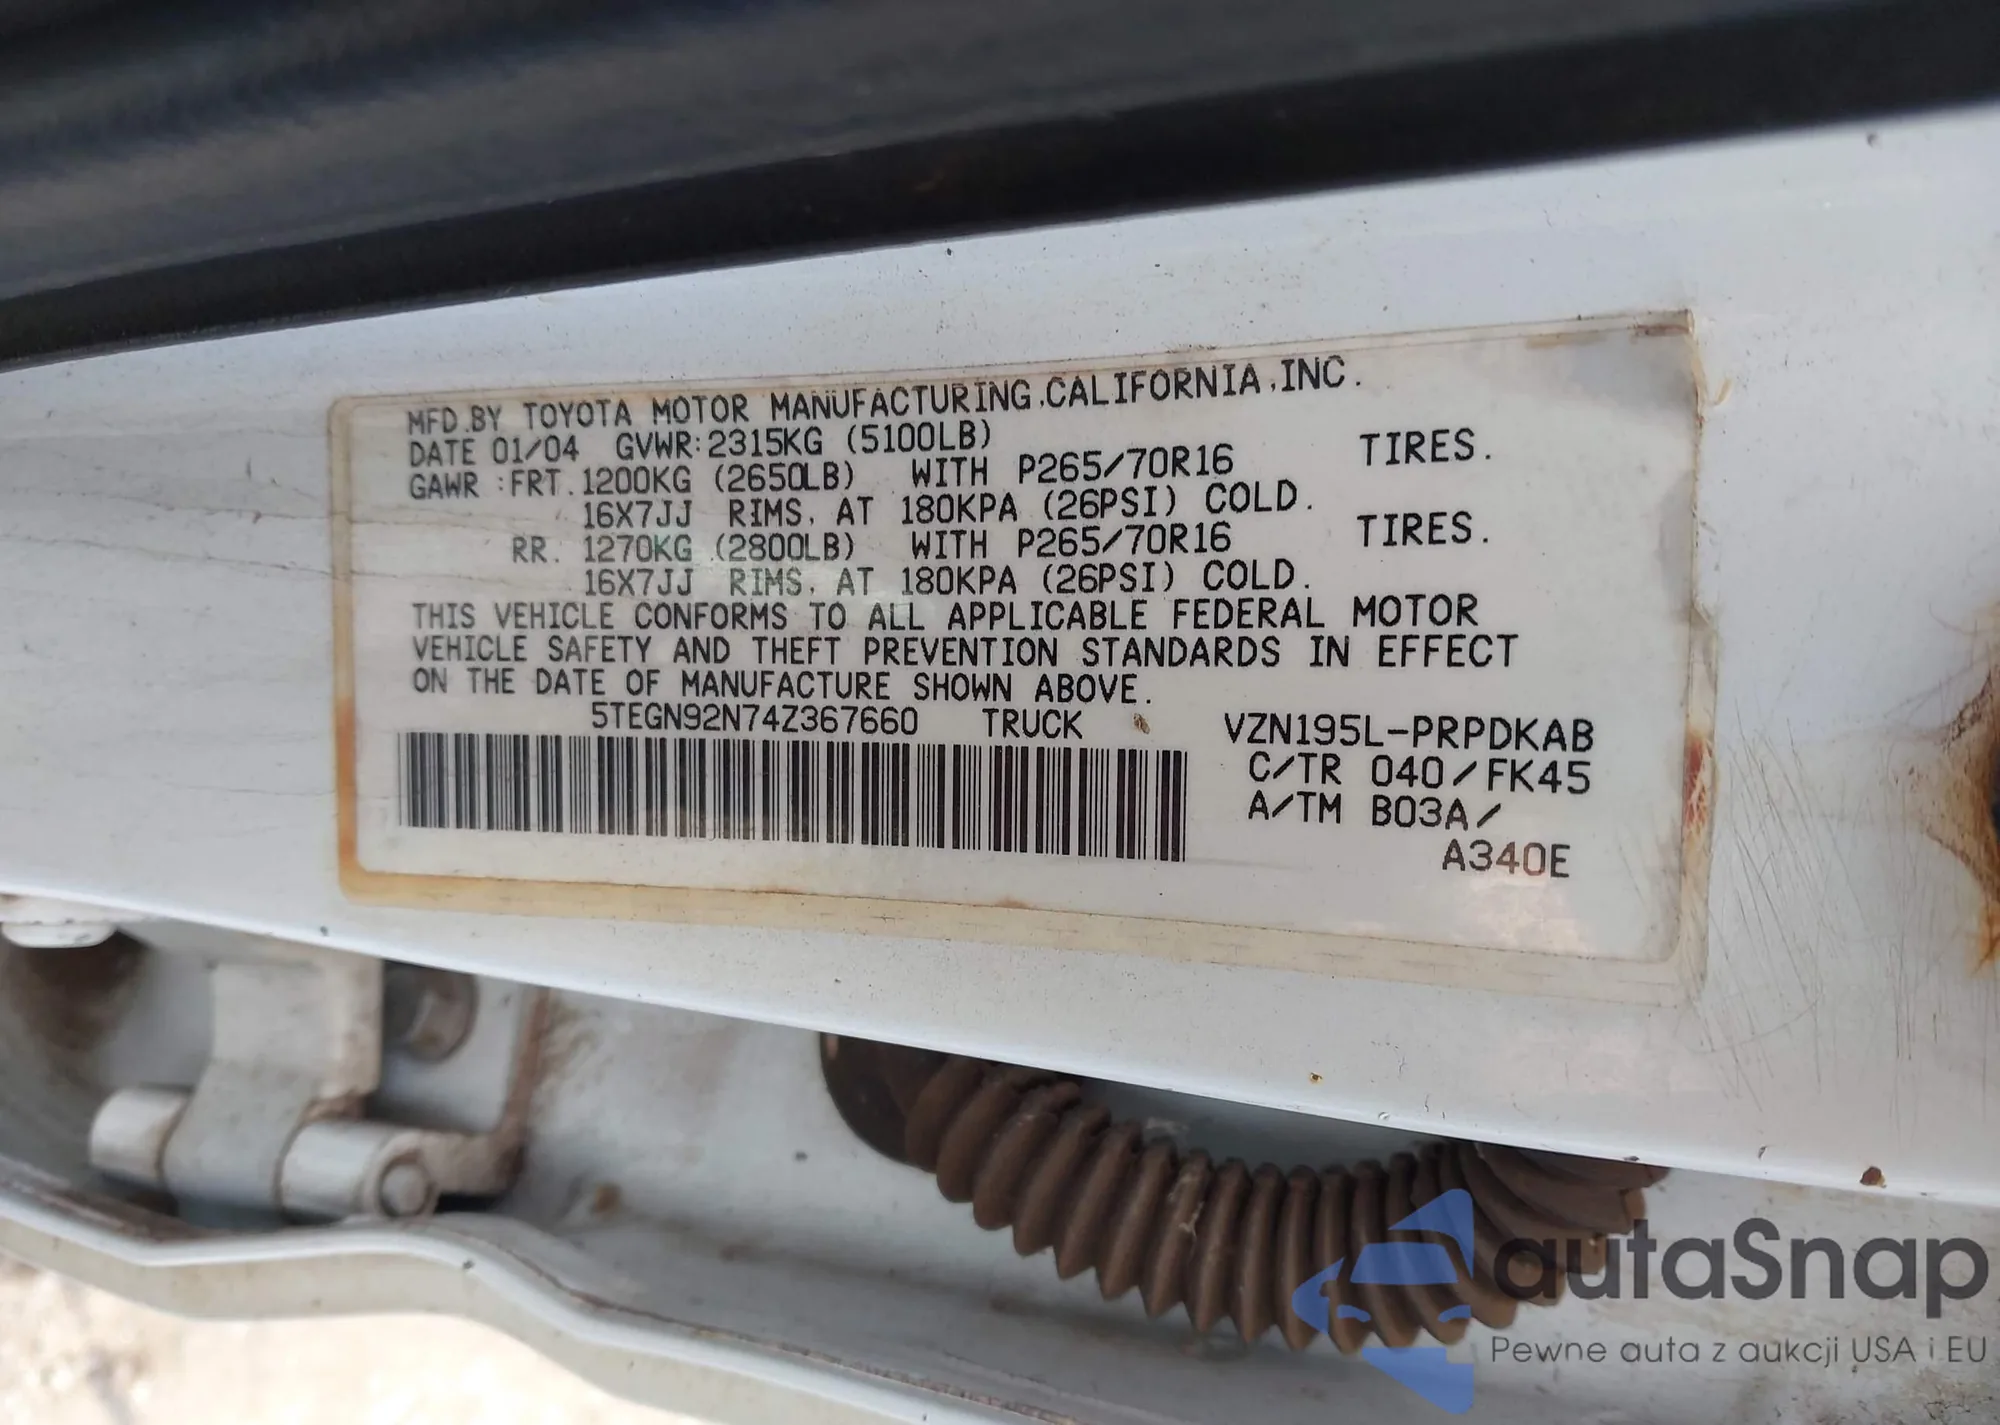 MFD.BY TOYOTA MOTOR MANUFACTURING,CALIFORNIA,INC.
DATE 01/04 GVWR:2315KG (5100LB)
GAWR :FRT.1200KG (2650LB) WITH P265/70R16 TIRES.
16X7JJ RIMS, AT 180KPA (26PSI) COLD.
RR. 1270KG (2800LB) WITH P265/70R16 TIRES.
16X7JJ RIMS, AT 180KPA (26PSI) COLD.
THIS VEHICLE CONFORMS TO ALL APPLICABLE FEDERAL MOTOR
VEHICLE SAFETY AND THEFT PREVENTION STANDARDS IN EFFECT
ON THE DATE OF MANUFACTURE SHOWN ABOVE.
5TEGN92N74Z367660 TRUCK VZN195L-PRPDKAB
C/TR 040/FK45
A/TM B03A/
A340E
autaSnap
Pewne auta z aukcji USA i EU